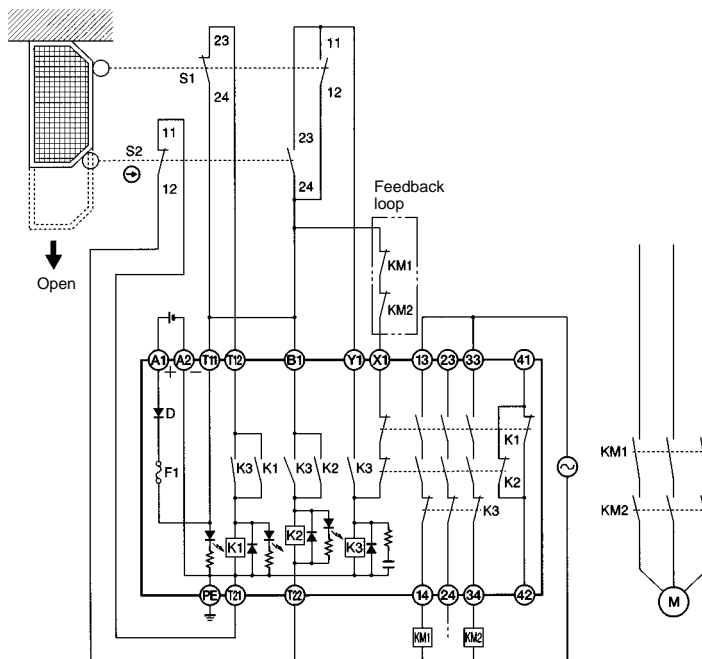 23
11
S1
24
12
11
23
S2
12
24
Feedback
loop
KM1
KM2
Open
A1
A2
T11
T12
B1
Y1
X1
13
23
33
41
+
−
D
F1
K3
K1
K3
K2
K3
K1
K2
K3
K1
K2
K3
PE
T21
T22
14
24
34
42
KM1
KM2
KM1
KM2
M